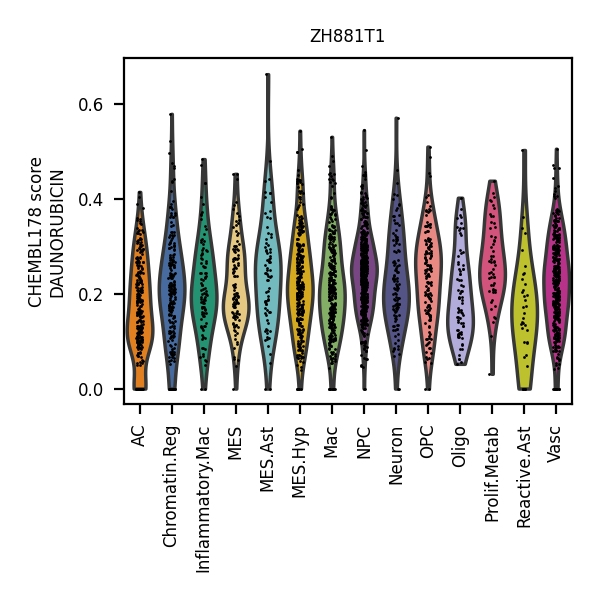 ZH881T1
CHEMBL178 score
DAUNORUBICIN
0.6
0.4
0.2
0.0
AC
Chromatin.Reg
Inflammatory.Mac
MES
MES.Ast
MES.Hyp
Mac
NPC
Neuron
OPC
Oligo
Prolif.Metab
Reactive.Ast
Vasc